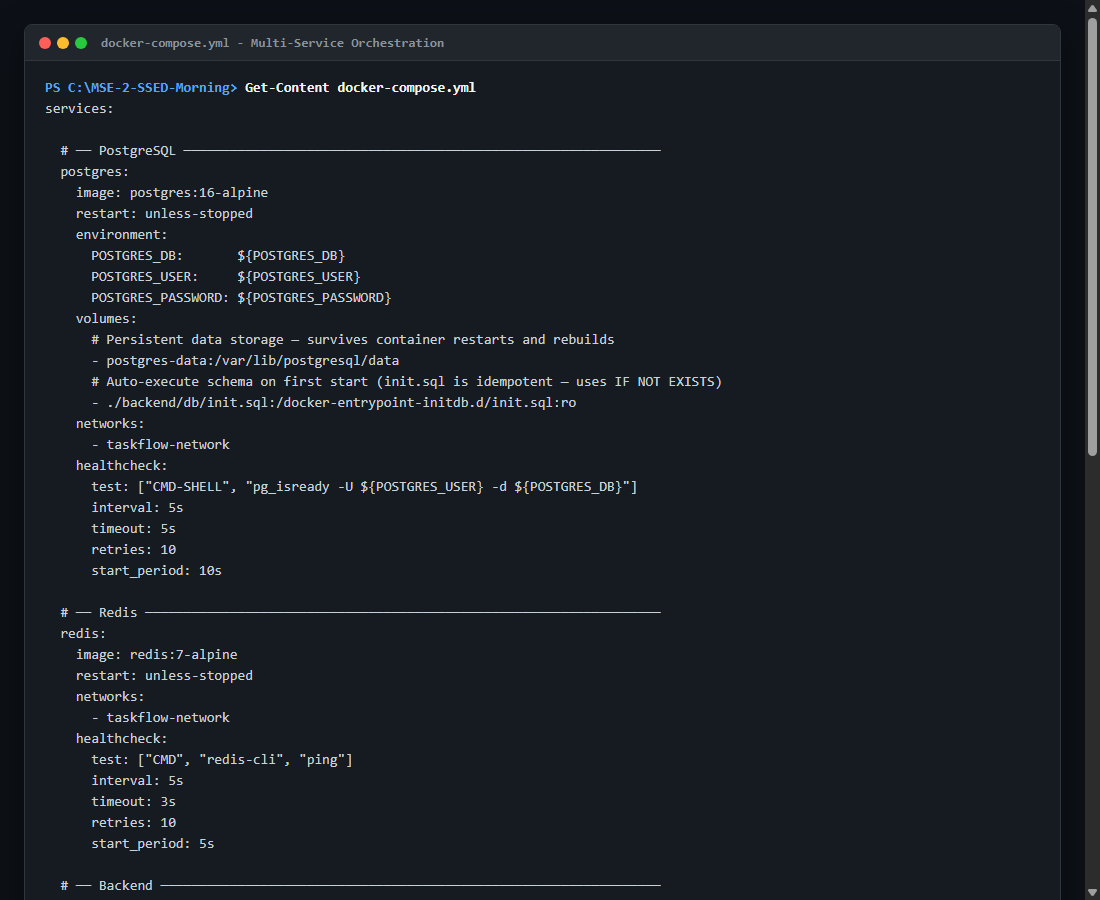 docker-compose.yml - Multi-Service Orchestration
PS C:\MSE-2-SSED-Morning> Get-Content docker-compose.yml
services:
  # ── PostgreSQL ──────────────────────────────────────────────────────────────
  postgres:
    image: postgres:16-alpine
    restart: unless-stopped
    environment:
      POSTGRES_DB:       ${POSTGRES_DB}
      POSTGRES_USER:     ${POSTGRES_USER}
      POSTGRES_PASSWORD: ${POSTGRES_PASSWORD}
    volumes:
      # Persistent data storage — survives container restarts and rebuilds
      - postgres-data:/var/lib/postgresql/data
      # Auto-execute schema on first start (init.sql is idempotent — uses IF NOT EXISTS)
      - ./backend/db/init.sql:/docker-entrypoint-initdb.d/init.sql:ro
    networks:
      - taskflow-network
    healthcheck:
      test: ["CMD-SHELL", "pg_isready -U ${POSTGRES_USER} -d ${POSTGRES_DB}"]
      interval: 5s
      timeout: 5s
      retries: 10
      start_period: 10s
  # ── Redis ───────────────────────────────────────────────────────────────────
  redis:
    image: redis:7-alpine
    restart: unless-stopped
    networks:
      - taskflow-network
    healthcheck:
      test: ["CMD", "redis-cli", "ping"]
      interval: 5s
      timeout: 3s
      retries: 10
      start_period: 5s
  # ── Backend ─────────────────────────────────────────────────────────────────